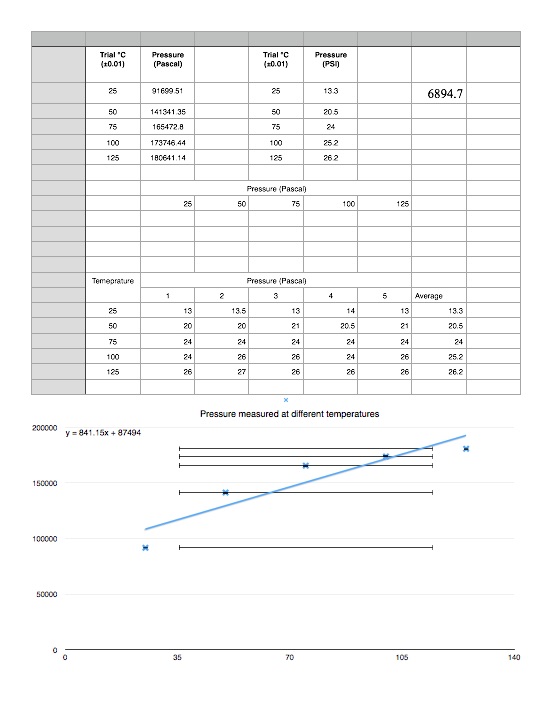 Trial °C (±0.01) Pressure (Pascal) Trial °C (±0.01) Pressure (PSI)
25 91699.51 25 13.3 6894.7
50 141341.35 50 20.5
75 165472.8 75 24
100 173746.44 100 25.2
125 180641.14 125 26.2
Pressure (Pascal)
25 50 75 100 125
Temeprature Pressure (Pascal)
1 2 3 4 5 Average
25 13 13.5 13 14 13 13.3
50 20 20 21 20.5 21 20.5
75 24 24 24 24 24 24
100 24 26 26 24 26 25.2
125 26 27 26 26 26 26.2
Pressure measured at different temperatures
200000
y = 841.15x + 87494
150000
100000
50000
0
0 35 70 105 140